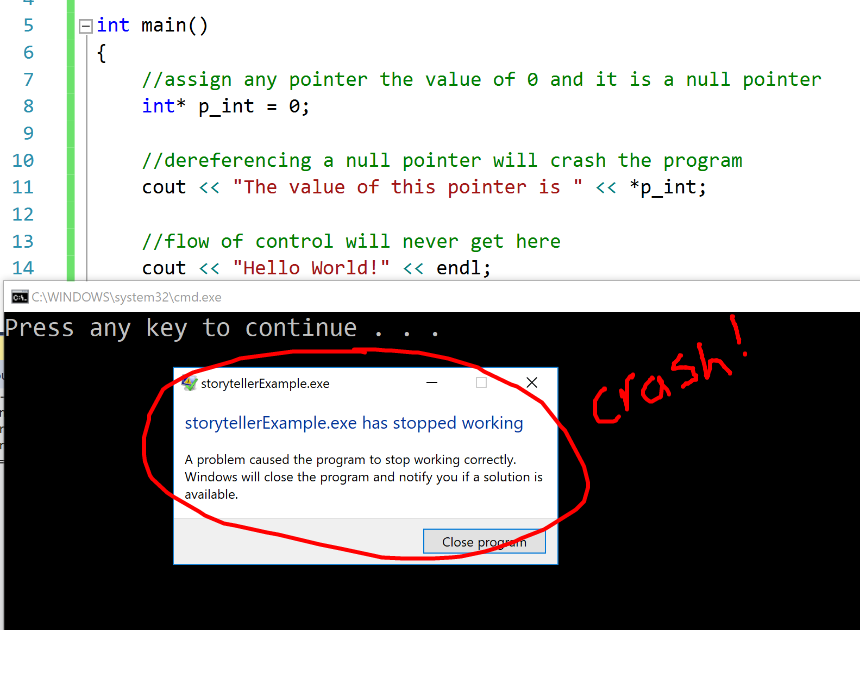 5 int main()
6 {
7 //assign any pointer the value of 0 and it is a null pointer
8 int* p_int = 0;
9
10 //dereferencing a null pointer will crash the program
11 cout << "The value of this pointer is " << *p_int;
12
13 //flow of control will never get here
14 cout << "Hello World!" << endl;
C:\WINDOWS\system32\cmd.exe
Press any key to continue . . .
crash!
storytellerExample.exe
storytellerExample.exe has stopped working
A problem caused the program to stop working correctly.
Windows will close the program and notify you if a solution is
available.
Close program